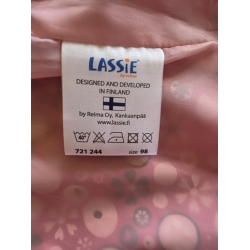 LASSIE
by reima
DESIGNED AND DEVELOPED
IN FINLAND
by Reima Oy, Kankaanpää
www.lassie.fi
40°
721 244 size 98